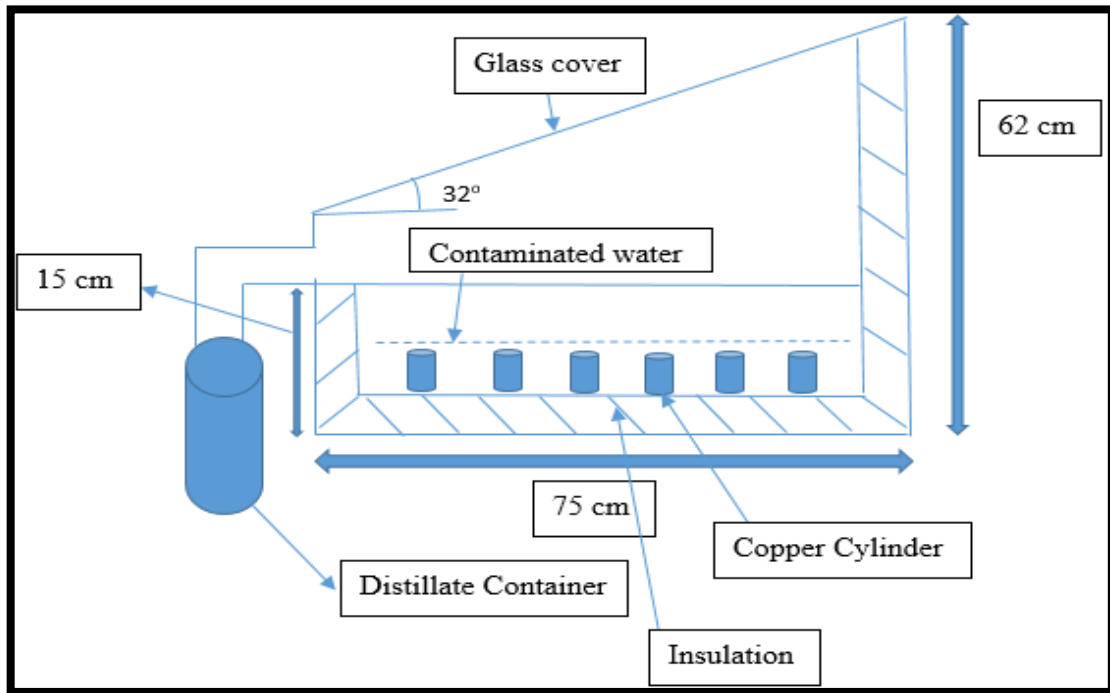 Glass cover
62 cm
32°
Contaminated water
15 cm
75 cm
Copper Cylinder
Distillate Container
Insulation